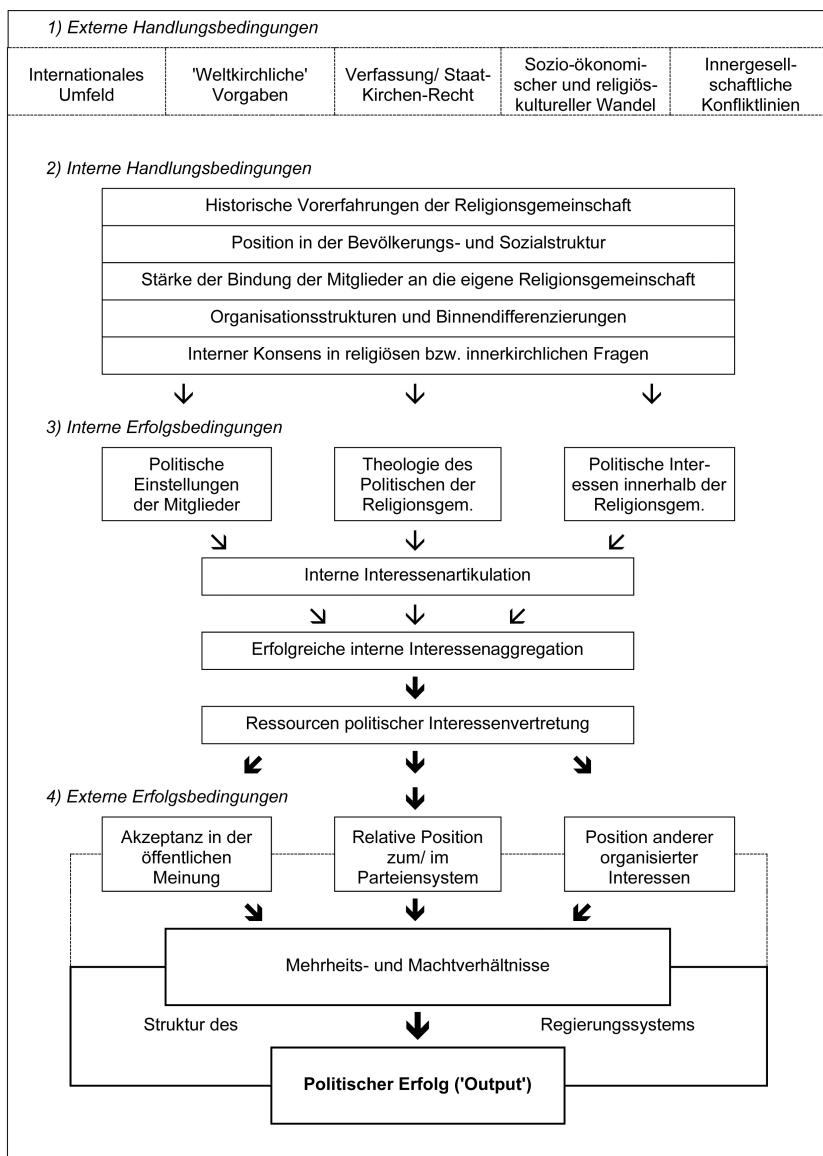 1) Externe Handlungsbedingungen
Internationales
Umfeld
'Weltkirchliche'
Vorgaben
Verfassung/ Staat-
Kirchen-Recht
Sozio-ökonomi-
scher und religiös-
kultureller Wandel
Innergesell-
schaftliche
Konfliktlinien
2) Interne Handlungsbedingungen
Historische Vorerfahrungen der Religionsgemeinschaft
Position in der Bevölkerungs- und Sozialstruktur
Stärke der Bindung der Mitglieder an die eigene Religionsgemeinschaft
Organisationsstrukturen und Binnendifferenzierungen
Interner Konsens in religiösen bzw. innerkirchlichen Fragen
3) Interne Erfolgsbedingungen
Politische
Einstellungen
der Mitglieder
Theologie des
Politischen der
Religionsgem.
Politische Inter-
essen innerhalb der
Religionsgem.
Interne Interessenartikulation
Erfolgreiche interne Interessenaggregation
Ressourcen politischer Interessenvertretung
4) Externe Erfolgsbedingungen
Akzeptanz in der
öffentlichen
Meinung
Relative Position
zum/ im
Parteiensystem
Position anderer
organisierter
Interessen
Mehrheits- und Machtverhältnisse
Struktur des
Regierungssystems
Politischer Erfolg ('Output')